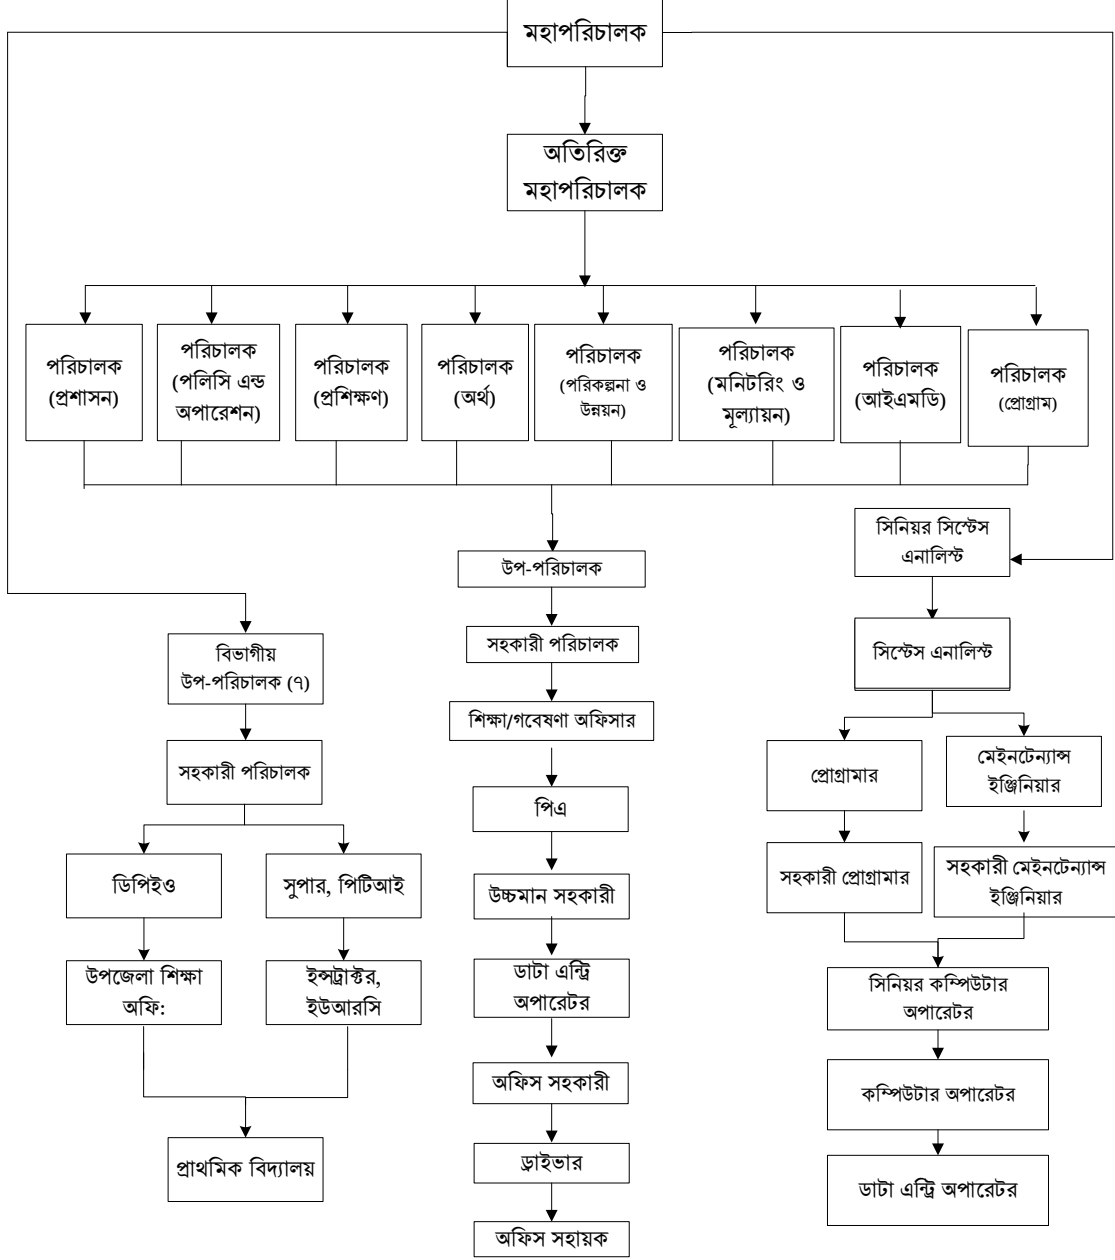 মহাপরিচালক
অতিরিক্ত
মহাপরিচালক
পরিচালক
(প্রশাসন)
পরিচালক
(পলিসি এন্ড
অপারেশন)
পরিচালক
(প্রশিক্ষণ)
পরিচালক
(অর্থ)
পরিচালক
(পরিকল্পনা ও
উন্নয়ন)
পরিচালক
(মনিটরিং ও
মূল্যায়ন)
পরিচালক
(আইএমডি)
পরিচালক
(প্রোগ্রাম)
বিভাগীয়
উপ-পরিচালক (৭)
সহকারী পরিচালক
ডিপিইও
সুপার, পিটিআই
উপজেলা শিক্ষা
অফি:
ইন্সট্রাক্টর,
ইউআরসি
প্রাথমিক বিদ্যালয়
উপ-পরিচালক
সহকারী পরিচালক
শিক্ষা/গবেষণা অফিসার
পিএ
উচ্চমান সহকারী
ডাটা এন্ট্রি
অপারেটর
অফিস সহকারী
ড্রাইভার
অফিস সহায়ক
সিনিয়র সিস্টেস
এনালিস্ট
সিস্টেস এনালিস্ট
প্রোগ্রামার
মেইনটেন্যান্স
ইঞ্জিনিয়ার
সহকারী প্রোগ্রামার
সহকারী মেইনটেন্যান্স
ইঞ্জিনিয়ার
সিনিয়র কম্পিউটার
অপারেটর
কম্পিউটার অপারেটর
ডাটা এন্ট্রি অপারেটর